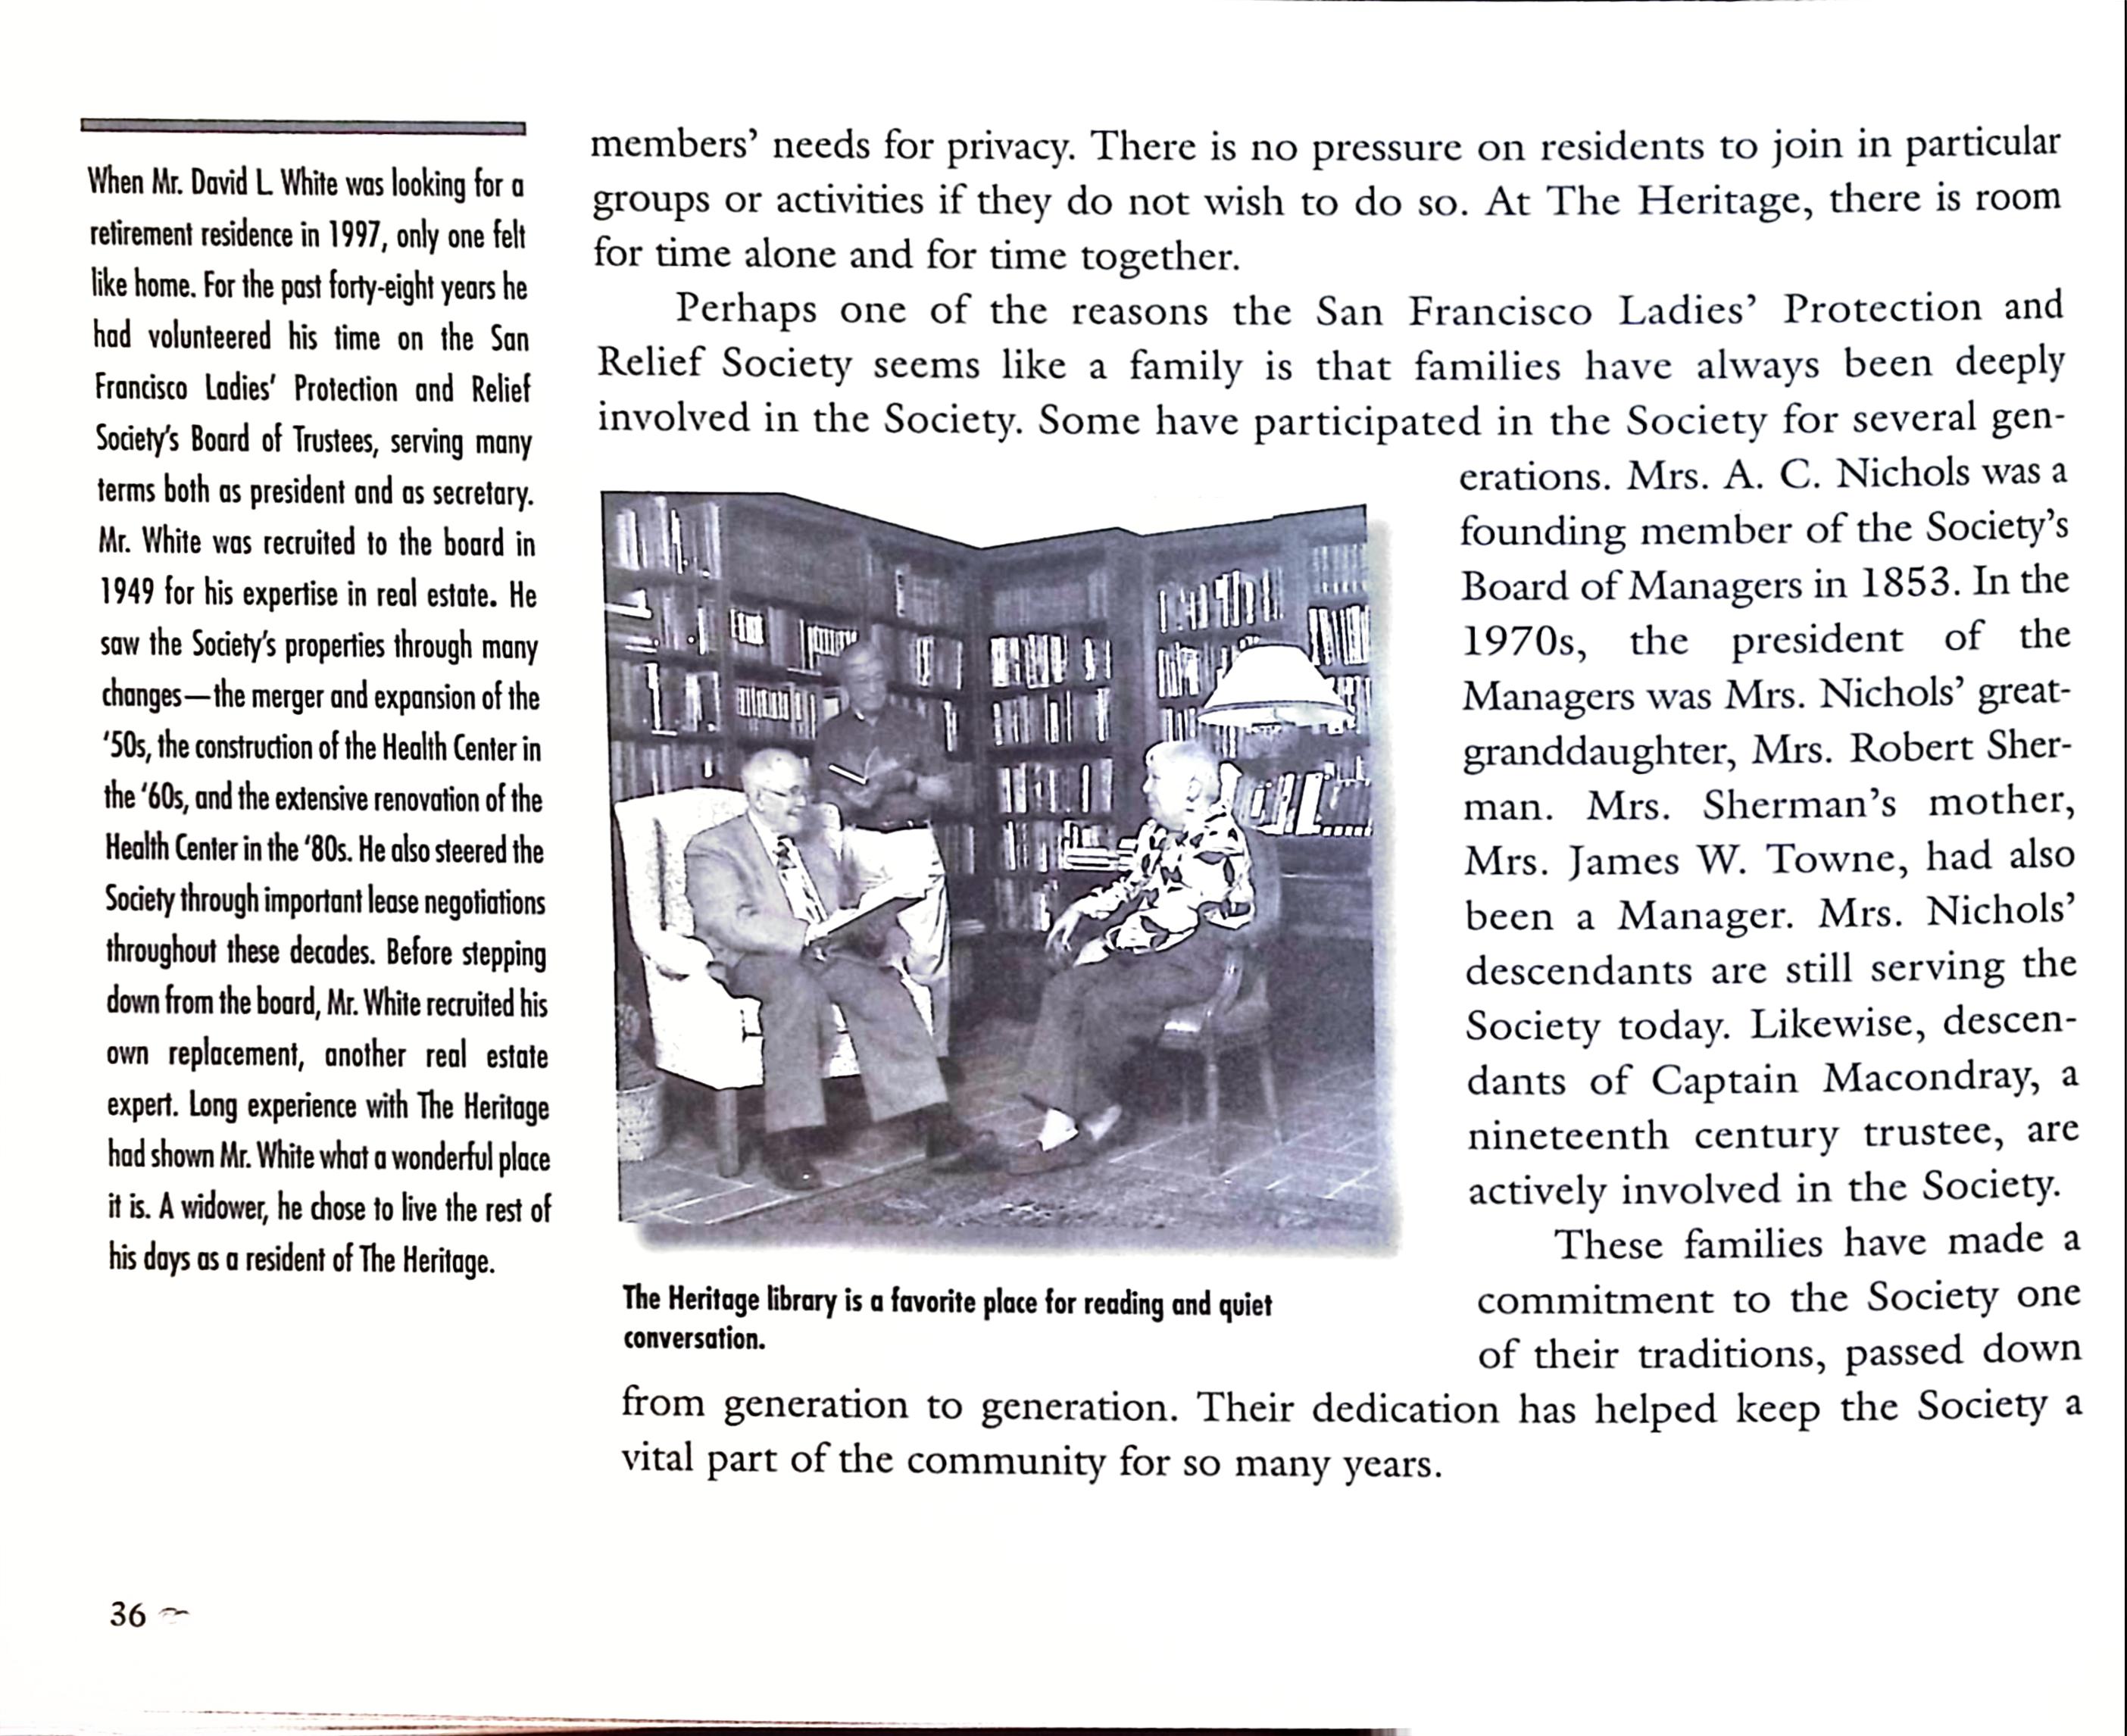 When Mr. David L. White was looking for a
retirement residence in 1997, only one felt
like home. For the past forty-eight years he
had volunteered his time on the San
Francisco Ladies' Protection and Relief
Society's Board of Trustees, serving many
terms both as president and as secretary.
Mr. White was recruited to the board in
1949 for his expertise in real estate. He
saw the Society's properties through many
changes—the merger and expansion of the
'50s, the construction of the Health Center in
the '60s, and the extensive renovation of the
Health Center in the '80s. He also steered the
Society through important lease negotiations
throughout these decades. Before stepping
down from the board, Mr. White recruited his
own replacement, another real estate
expert. Long experience with The Heritage
had shown Mr. White what a wonderful place
it is. A widower, he chose to live the rest of
his days as a resident of The Heritage.
members' needs for privacy. There is no pressure on residents to join in particular
groups or activities if they do not wish to do so. At The Heritage, there is room
for time alone and for time together.
Perhaps one of the reasons the San Francisco Ladies' Protection and
Relief Society seems like a family is that families have always been deeply
involved in the Society. Some have participated in the Society for several gen-
erations. Mrs. A. C. Nichols was a
founding member of the Society's
Board of Managers in 1853. In the
1970s, the president of the
Managers was Mrs. Nichols' great-
granddaughter, Mrs. Robert Sher-
man. Mrs. Sherman's mother,
Mrs. James W. Towne, had also
been a Manager. Mrs. Nichols'
descendants are still serving the
Society today. Likewise, descen-
dants of Captain Macondray, a
nineteenth century trustee, are
actively involved in the Society.
These families have made a
commitment to the Society one
of their traditions, passed down
from generation to generation. Their dedication has helped keep the Society a
vital part of the community for so many years.
The Heritage library is a favorite place for reading and quiet
conversation.
36